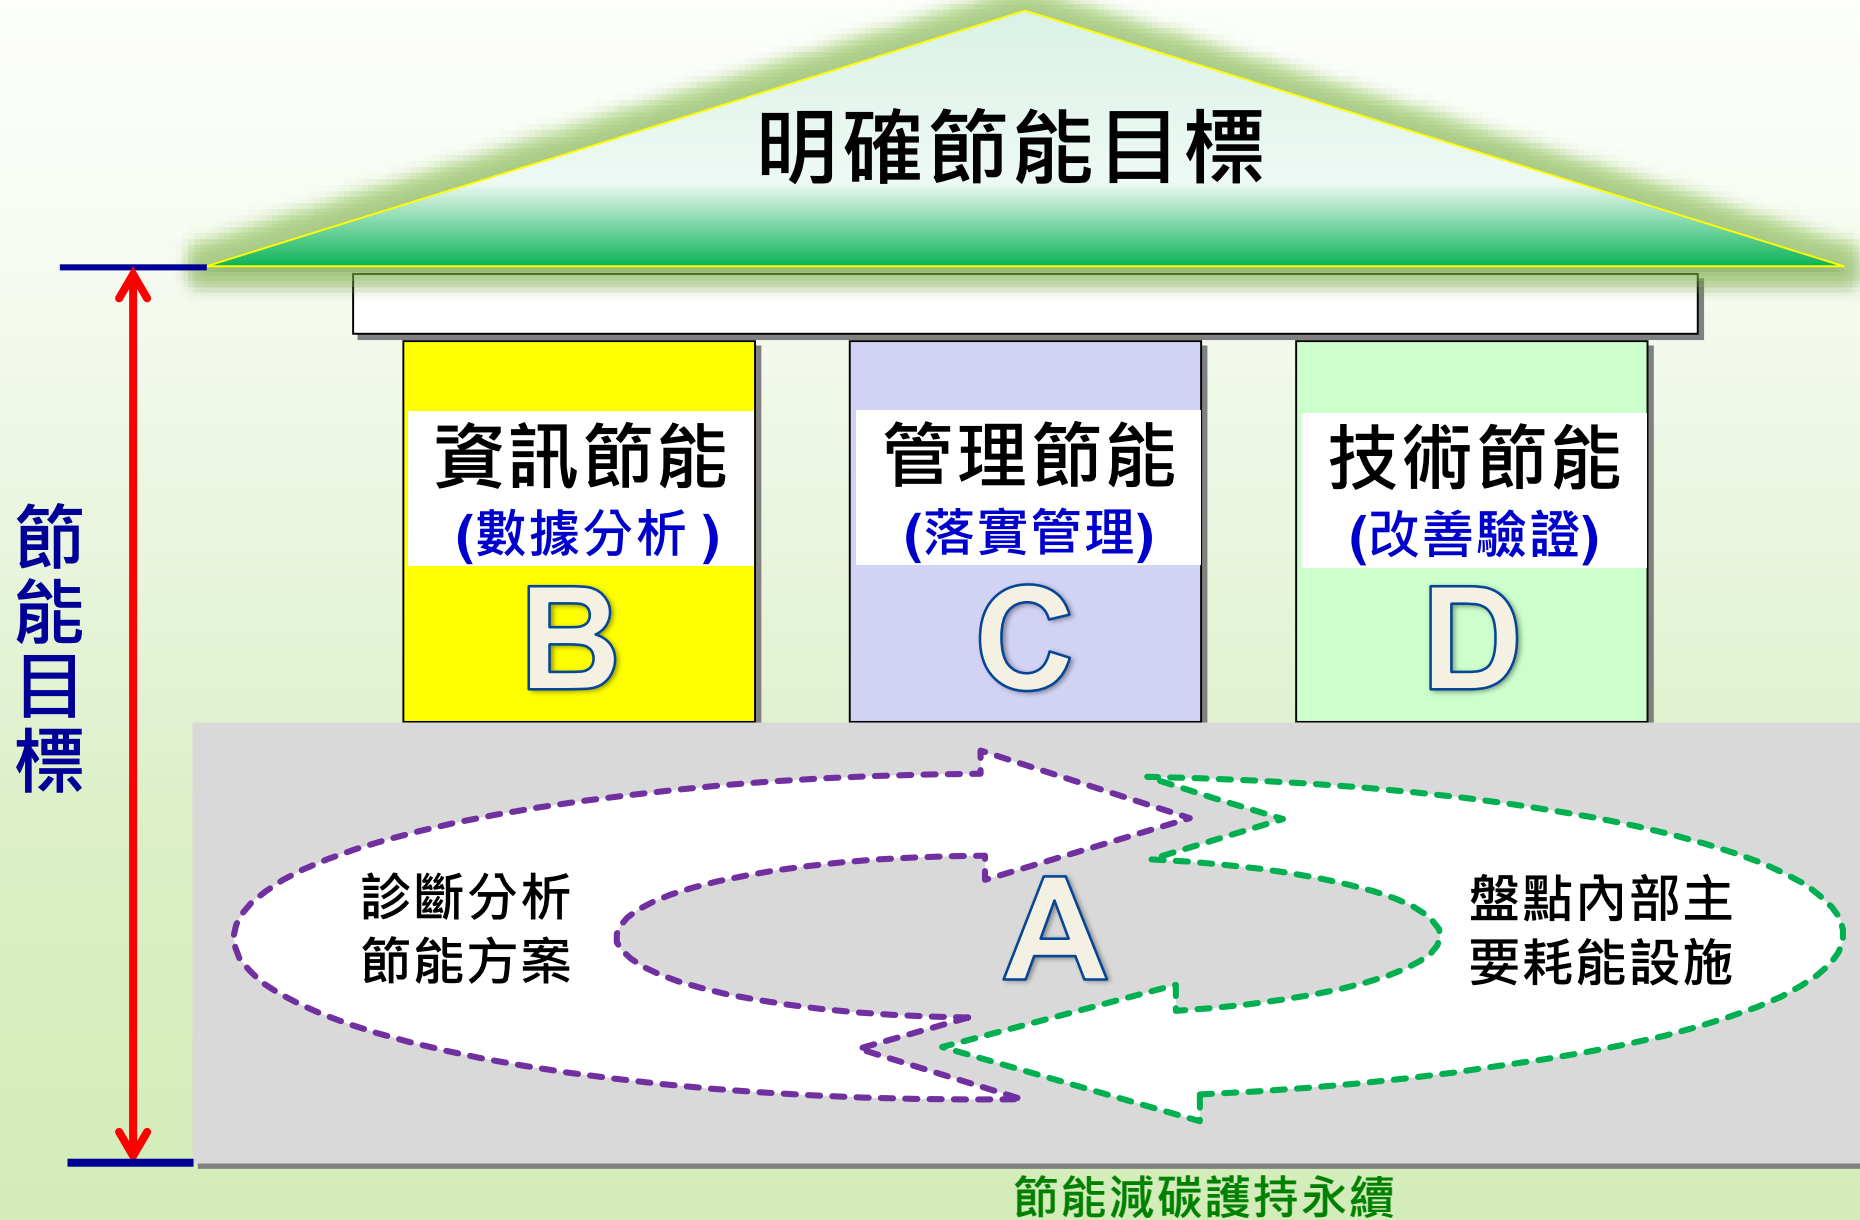 明確節能目標
資訊節能
(數據分析 )
B
管理節能
(落實管理)
C
技術節能
(改善驗證)
D
節能目標
診斷分析
節能方案
A
盤點內部主
要耗能設施
節能減碳護持永續